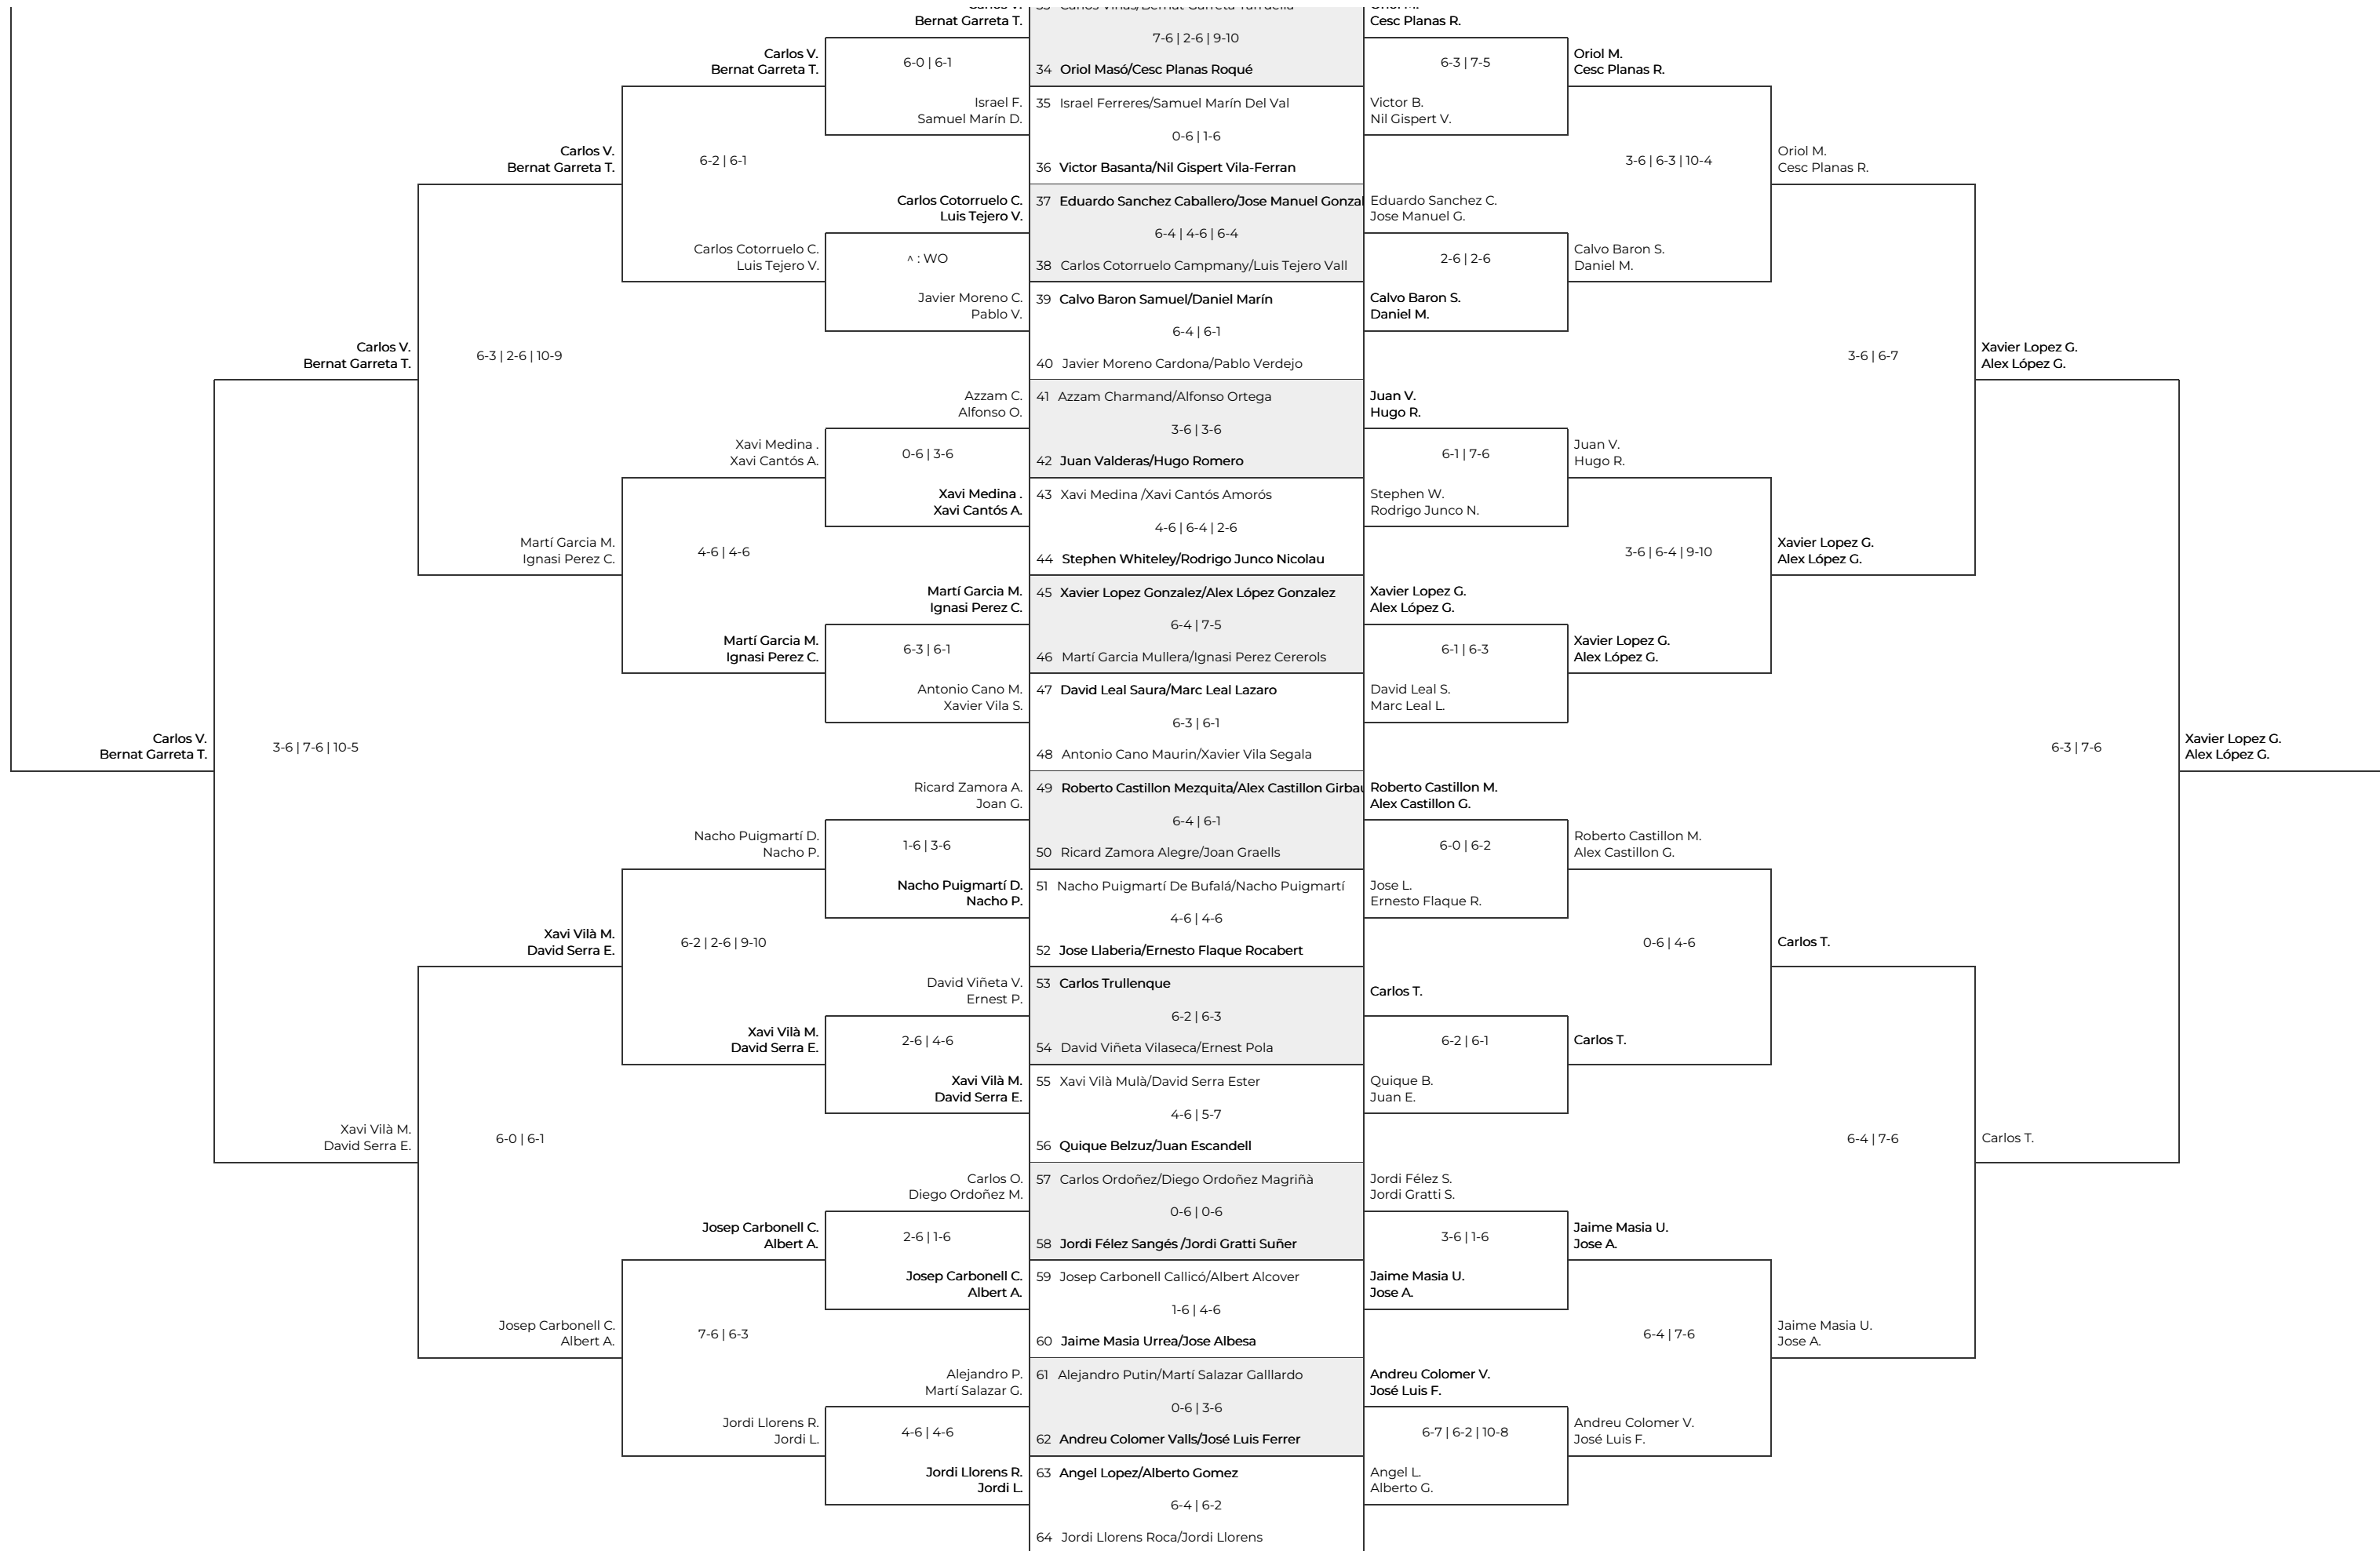 Bernat Garreta T.
Cesc Planas R.
7-6 | 2-6 | 9-10
Carlos V.
Bernat Garreta T.
6-0 | 6-1
34 Oriol Masó/Cesc Planas Roqué
6-3 | 7-5
Oriol M.
Cesc Planas R.
Israel F.
Samuel Marín D.
35 Israel Ferreres/Samuel Marín Del Val
Victor B.
Nil Gispert V.
0-6 | 1-6
Carlos V.
Bernat Garreta T.
6-2 | 6-1
36 Victor Basanta/Nil Gispert Vila-Ferran
3-6 | 6-3 | 10-4
Oriol M.
Cesc Planas R.
Carlos Cotorruelo C.
Luis Tejero V.
37 Eduardo Sanchez Caballero/Jose Manuel Gonzal
Eduardo Sanchez C.
Jose Manuel G.
6-4 | 4-6 | 6-4
Carlos Cotorruelo C.
Luis Tejero V.
^ : WO
38 Carlos Cotorruelo Campmany/Luis Tejero Vall
2-6 | 2-6
Calvo Baron S.
Daniel M.
Javier Moreno C.
Pablo V.
39 Calvo Baron Samuel/Daniel Marín
Calvo Baron S.
Daniel M.
6-4 | 6-1
Carlos V.
Bernat Garreta T.
6-3 | 2-6 | 10-9
40 Javier Moreno Cardona/Pablo Verdejo
3-6 | 6-7
Xavier Lopez G.
Alex López G.
Azzam C.
Alfonso O.
41 Azzam Charmand/Alfonso Ortega
Juan V.
Hugo R.
3-6 | 3-6
Xavi Medina .
Xavi Cantós A.
0-6 | 3-6
42 Juan Valderas/Hugo Romero
6-1 | 7-6
Juan V.
Hugo R.
Xavi Medina .
Xavi Cantós A.
43 Xavi Medina /Xavi Cantós Amorós
Stephen W.
Rodrigo Junco N.
4-6 | 6-4 | 2-6
Martí Garcia M.
Ignasi Perez C.
4-6 | 4-6
44 Stephen Whiteley/Rodrigo Junco Nicolau
3-6 | 6-4 | 9-10
Xavier Lopez G.
Alex López G.
Martí Garcia M.
Ignasi Perez C.
45 Xavier Lopez Gonzalez/Alex López Gonzalez
Xavier Lopez G.
Alex López G.
6-4 | 7-5
Martí Garcia M.
Ignasi Perez C.
6-3 | 6-1
46 Martí Garcia Mullera/Ignasi Perez Cererols
6-1 | 6-3
Xavier Lopez G.
Alex López G.
Antonio Cano M.
Xavier Vila S.
47 David Leal Saura/Marc Leal Lazaro
David Leal S.
Marc Leal L.
6-3 | 6-1
Carlos V.
Bernat Garreta T.
3-6 | 7-6 | 10-5
48 Antonio Cano Maurin/Xavier Vila Segala
6-3 | 7-6
Xavier Lopez G.
Alex López G.
Ricard Zamora A.
Joan G.
49 Roberto Castillon Mezquita/Alex Castillon Girbau
Roberto Castillon M.
Alex Castillon G.
6-4 | 6-1
Nacho Puigmartí D.
Nacho P.
1-6 | 3-6
50 Ricard Zamora Alegre/Joan Graells
6-0 | 6-2
Roberto Castillon M.
Alex Castillon G.
Nacho Puigmartí D.
Nacho P.
51 Nacho Puigmartí De Bufalá/Nacho Puigmartí
Jose L.
Ernesto Flaque R.
4-6 | 4-6
Xavi Vilà M.
David Serra E.
6-2 | 2-6 | 9-10
52 Jose Llaberia/Ernesto Flaque Rocabert
0-6 | 4-6
Carlos T.
David Viñeta V.
Ernest P.
53 Carlos Trullenque
Carlos T.
6-2 | 6-3
Xavi Vilà M.
David Serra E.
2-6 | 4-6
54 David Viñeta Vilaseca/Ernest Pola
6-2 | 6-1
Carlos T.
Xavi Vilà M.
David Serra E.
55 Xavi Vilà Mulà/David Serra Ester
Quique B.
Juan E.
4-6 | 5-7
Xavi Vilà M.
David Serra E.
6-0 | 6-1
56 Quique Belzuz/Juan Escandell
6-4 | 7-6
Carlos T.
Carlos O.
Diego Ordoñez M.
57 Carlos Ordoñez/Diego Ordoñez Magriñà
Jordi Félez S.
Jordi Gratti S.
0-6 | 0-6
Josep Carbonell C.
Albert A.
2-6 | 1-6
58 Jordi Félez Sangés /Jordi Gratti Suñer
3-6 | 1-6
Jaime Masia U.
Jose A.
Josep Carbonell C.
Albert A.
59 Josep Carbonell Callicó/Albert Alcover
Jaime Masia U.
Jose A.
1-6 | 4-6
Josep Carbonell C.
Albert A.
7-6 | 6-3
60 Jaime Masia Urrea/Jose Albesa
6-4 | 7-6
Jaime Masia U.
Jose A.
Alejandro P.
Martí Salazar G.
61 Alejandro Putin/Martí Salazar Galllardo
Andreu Colomer V.
José Luis F.
0-6 | 3-6
Jordi Llorens R.
Jordi L.
4-6 | 4-6
62 Andreu Colomer Valls/José Luis Ferrer
6-7 | 6-2 | 10-8
Andreu Colomer V.
José Luis F.
Jordi Llorens R.
Jordi L.
63 Angel Lopez/Alberto Gomez
Angel L.
Alberto G.
6-4 | 6-2
64 Jordi Llorens Roca/Jordi Llorens